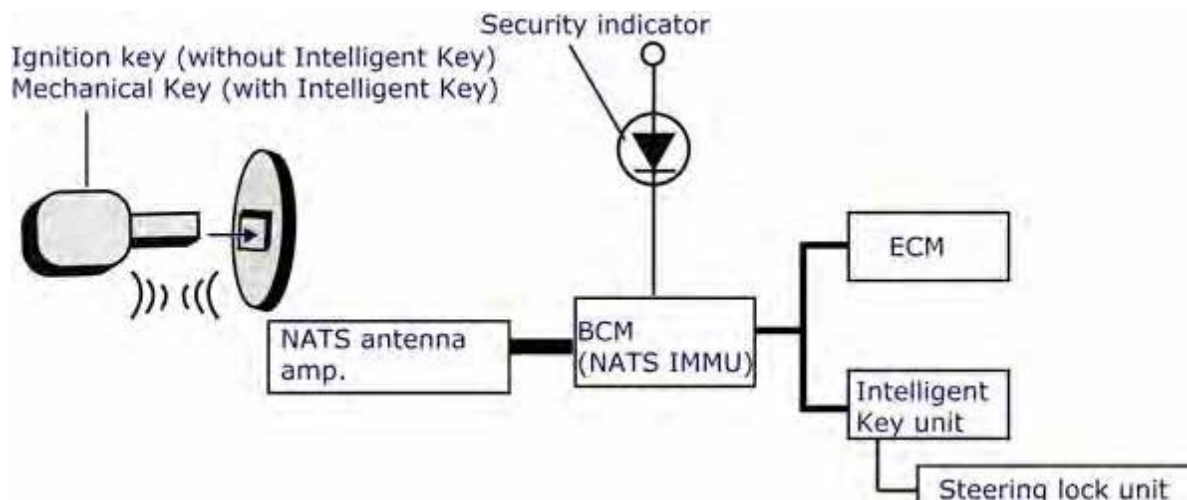 Security indicator
Ignition key (without Intelligent Key)
Mechanical Key (with Intelligent Key)
ECM
NATS antenna
amp.
BCM
(NATS IMMU)
Intelligent
Key unit
Steering lock unit